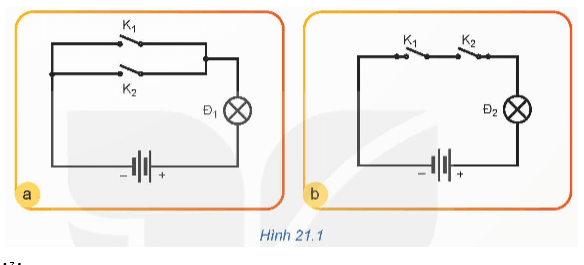 K₁
K₂
Đ₁
− +
a
K₁ K₂
Đ₂
− +
b
Hình 21.1